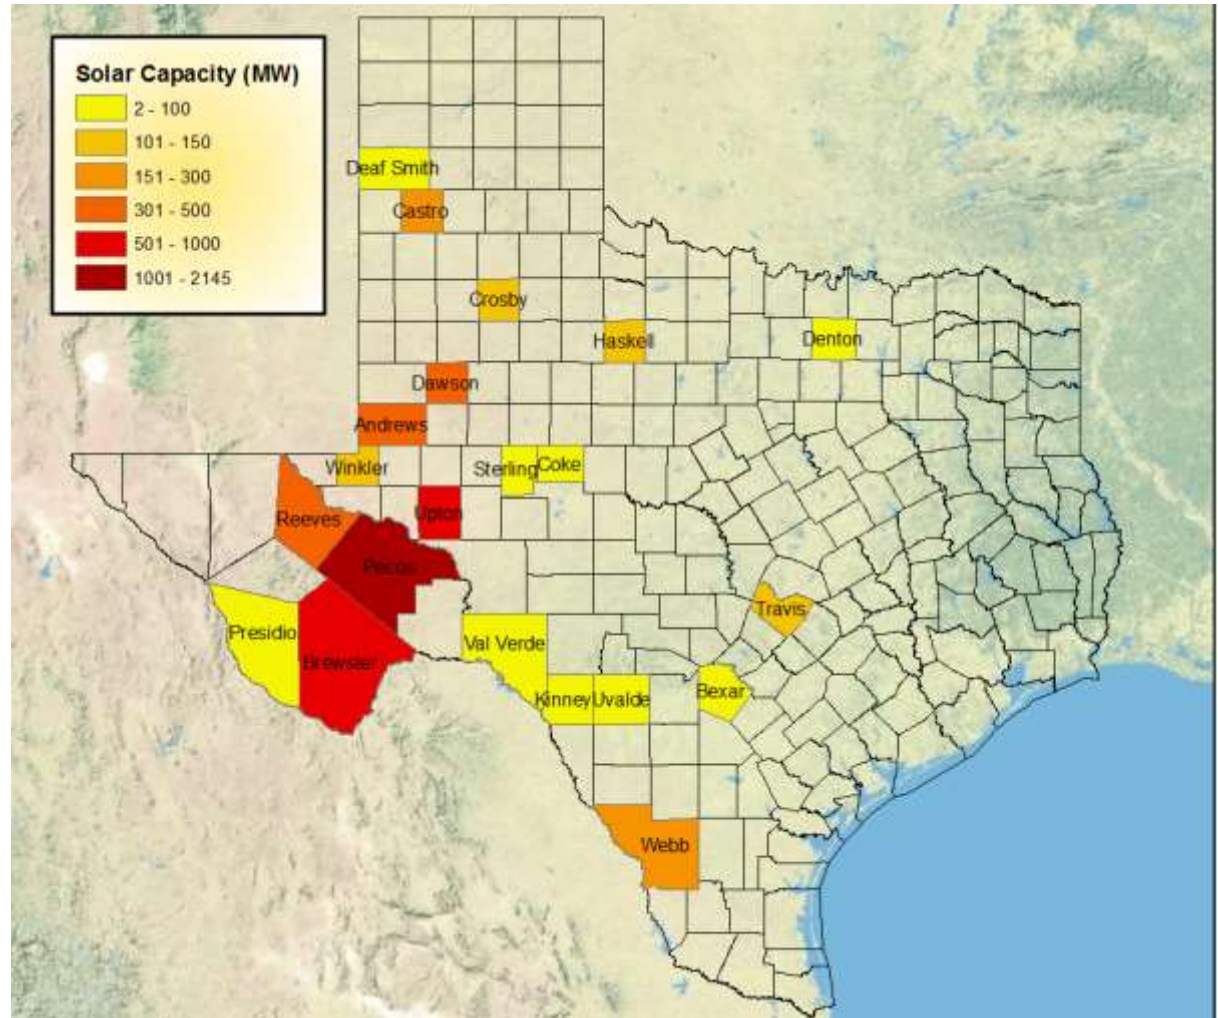 Solar Capacity (MW)
2 - 100
101 - 150
151 - 300
301 - 500
501 - 1000
1001 - 2145
Deaf Smith
Castro
Crosby
Haskell
Denton
Dawson
Andrews
Winkler
Sterling
Coke
Reeves
Upton
Pecos
Travis
Presidio
Brewster
Val Verde
Kinney
Uvalde
Bexar
Webb